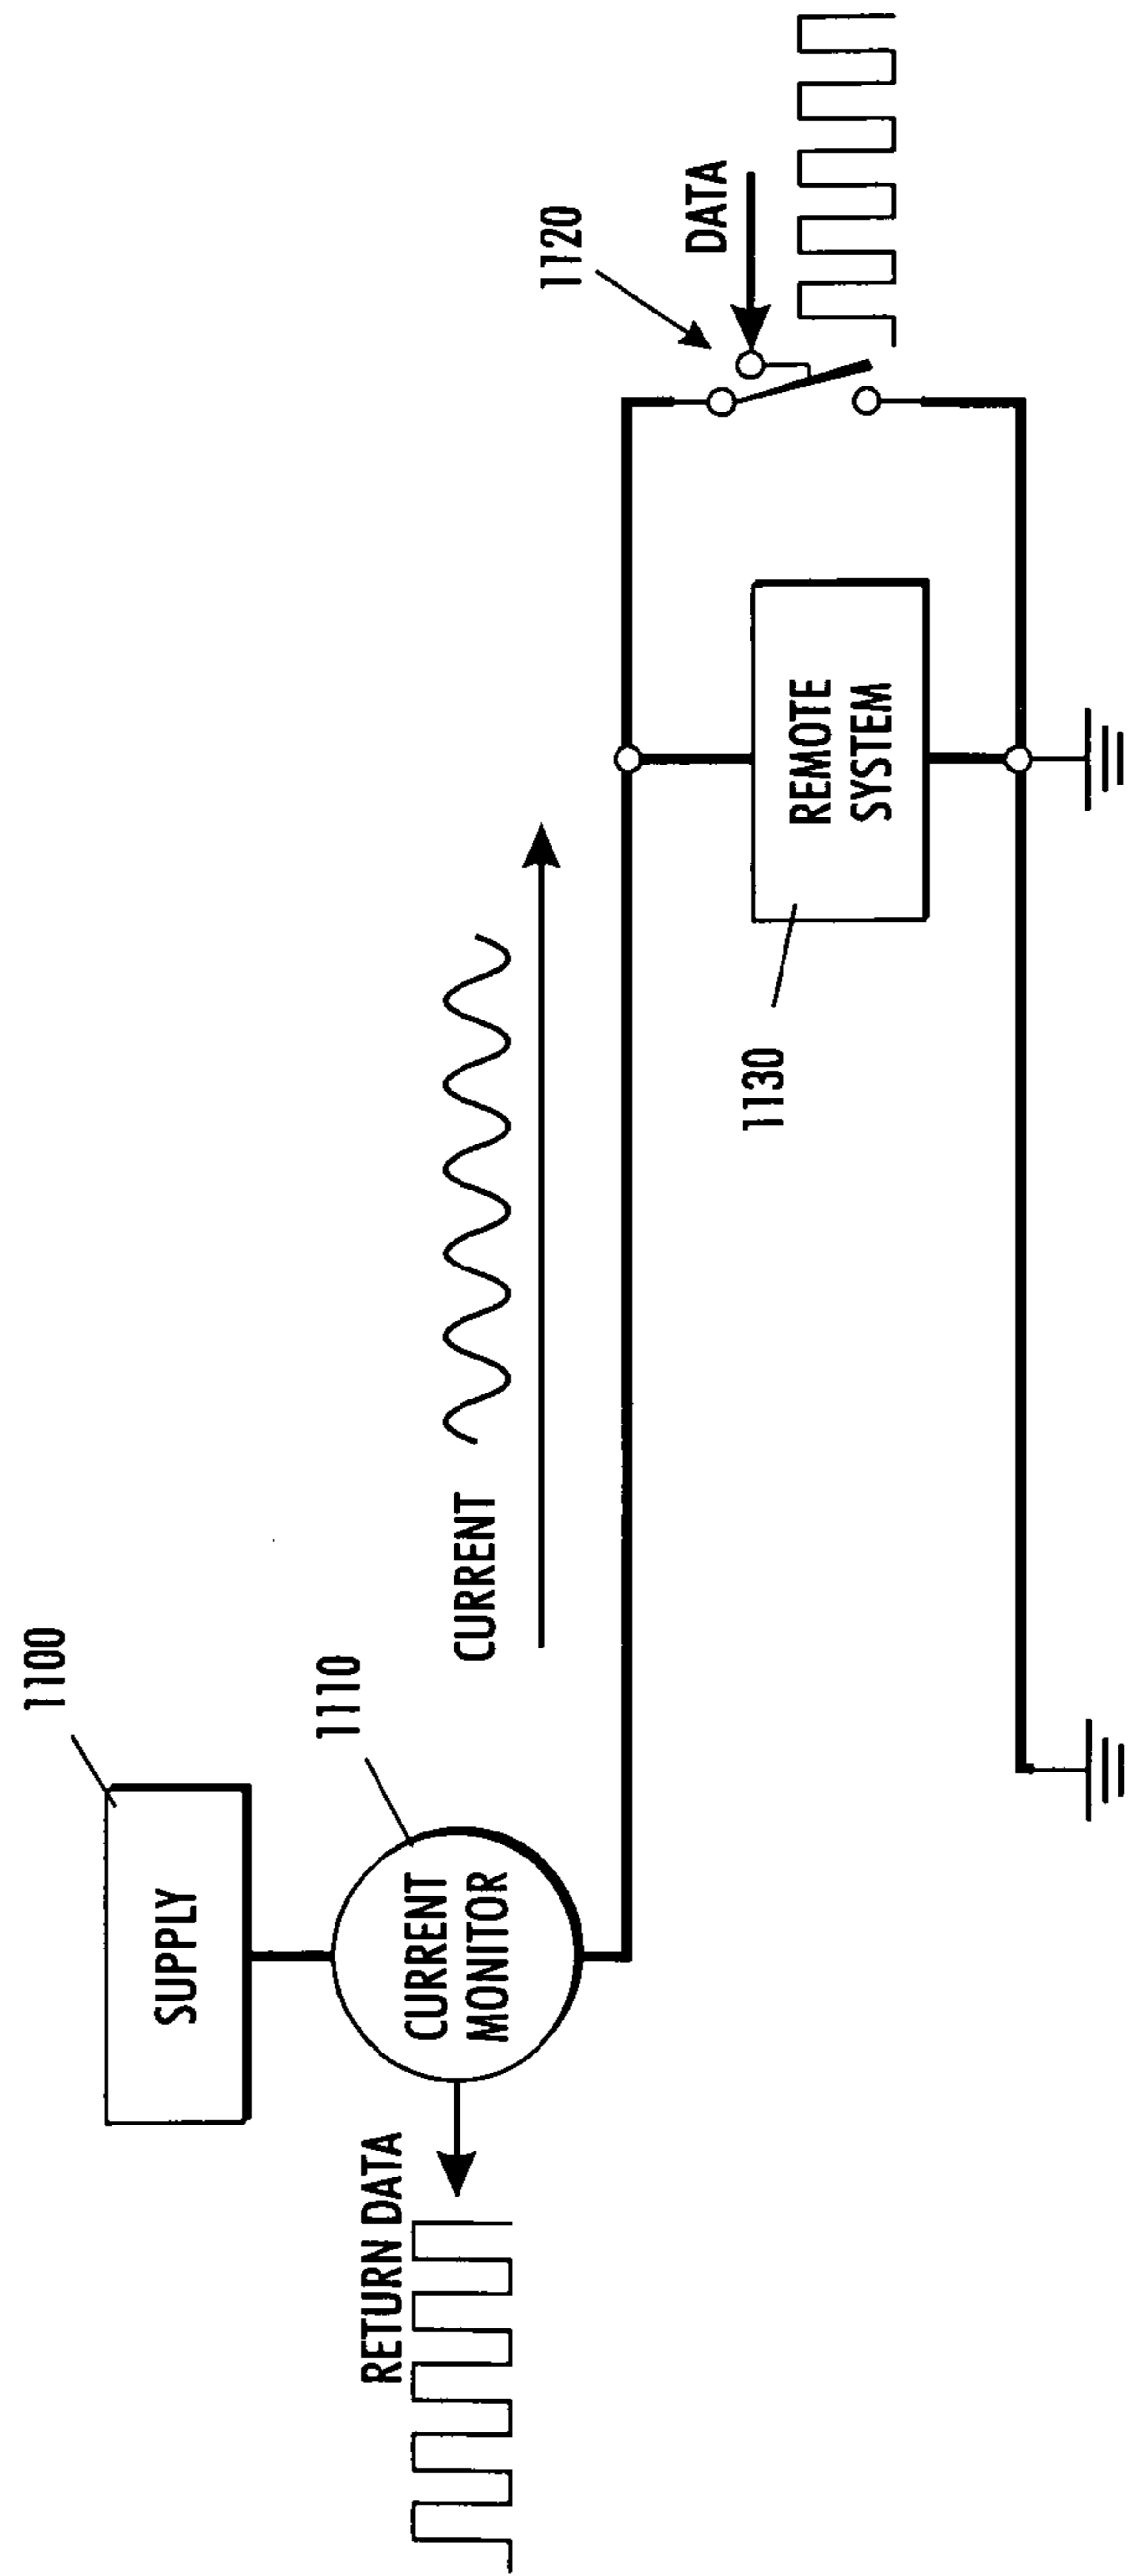 1100
SUPPLY
1110
CURRENT
MONITOR
RETURN DATA
CURRENT
1120
DATA
REMOTE
SYSTEM
1130